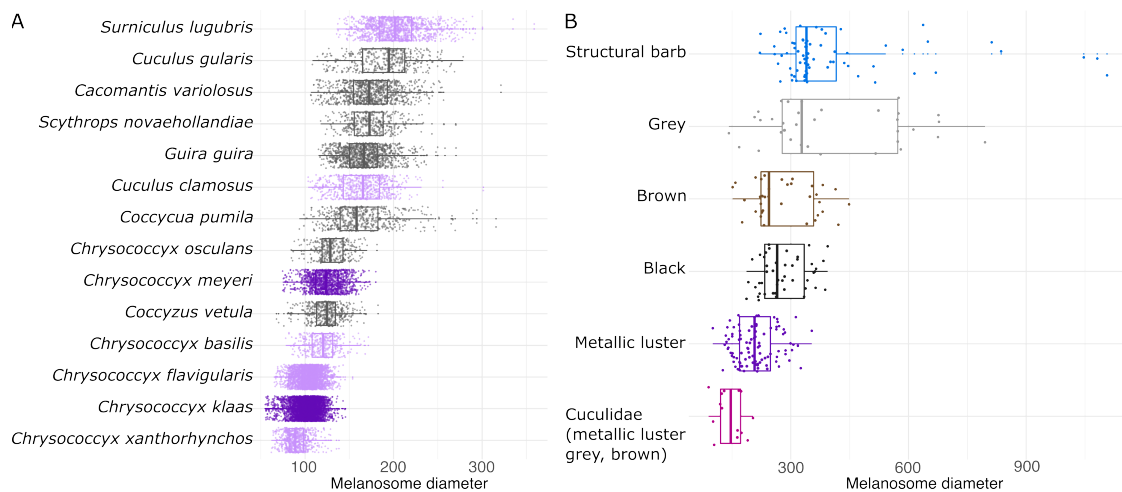 A
Surniculus lugubris
Cuculus gularis
Cacomantis variolosus
Scythrops novaehollandiae
Guira guira
Cuculus clamosus
Coccycua pumila
Chrysococcyx osculans
Chrysococcyx meyeri
Coccyzus vetula
Chrysococcyx basilis
Chrysococcyx flavigularis
Chrysococcyx klaas
Chrysococcyx xanthorhynchos
100 200 300
Melanosome diameter
B
Structural barb
Grey
Brown
Black
Metallic luster
Cuculidae
(metallic luster
grey, brown)
300 600 900
Melanosome diameter